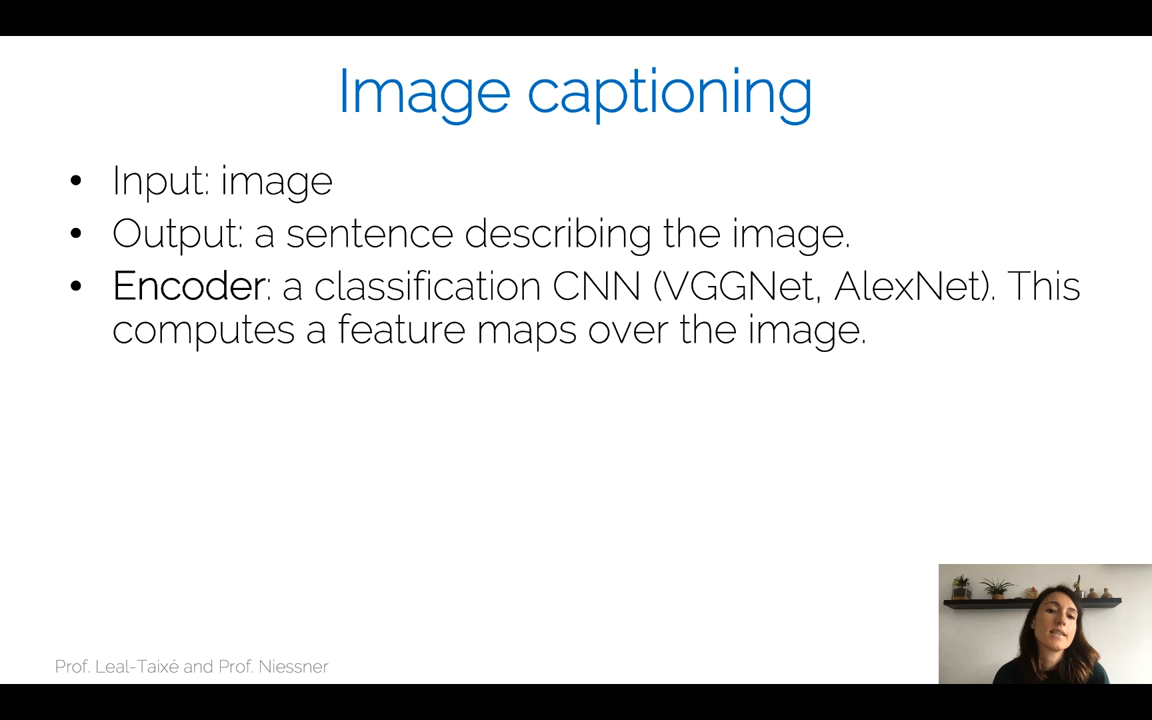 Image captioning
• Input: image
• Output: a sentence describing the image.
• Encoder: a classification CNN (VGGNet, AlexNet). This
computes a feature maps over the image.
Prof. Leal-Taixé and Prof. Niessner